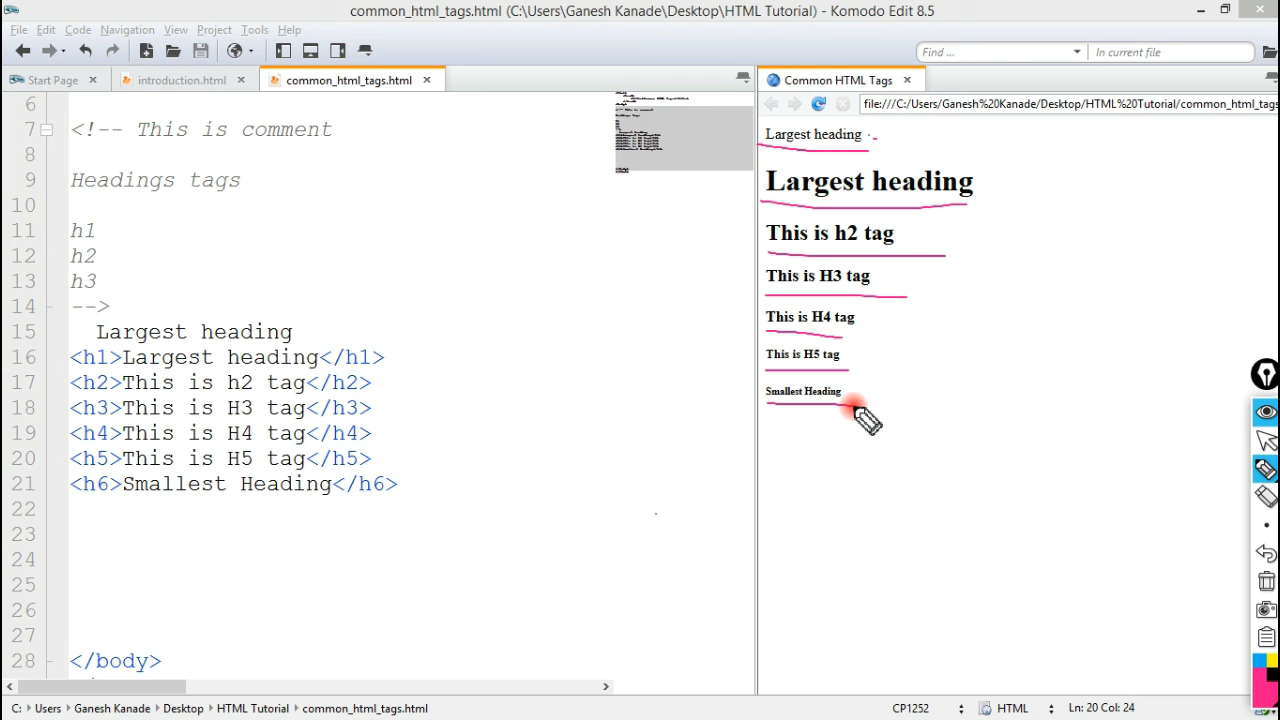 common_html_tags.html (C:\Users\Ganesh Kanade\Desktop\HTML Tutorial) - Komodo Edit 8.5
File Edit Code Navigation View Project Tools Help
Find ... In current file
Start Page introduction.html common_html_tags.html
6
7 <!-- This is comment
8
9 Headings tags
10
11 h1
12 h2
13 h3
14 -->
15 Largest heading
16 <h1>Largest heading</h1>
17 <h2>This is h2 tag</h2>
18 <h3>This is H3 tag</h3>
19 <h4>This is H4 tag</h4>
20 <h5>This is H5 tag</h5>
21 <h6>Smallest Heading</h6>
22
23
24
25
26
27
28 </body>
Common HTML Tags
file:///C:/Users/Ganesh%20Kanade/Desktop/HTML%20Tutorial/common_html_tags
Largest heading
Largest heading
This is h2 tag
This is H3 tag
This is H4 tag
This is H5 tag
Smallest Heading
C: Users Ganesh Kanade Desktop HTML Tutorial common_html_tags.html CP1252 HTML Ln: 20 Col: 24